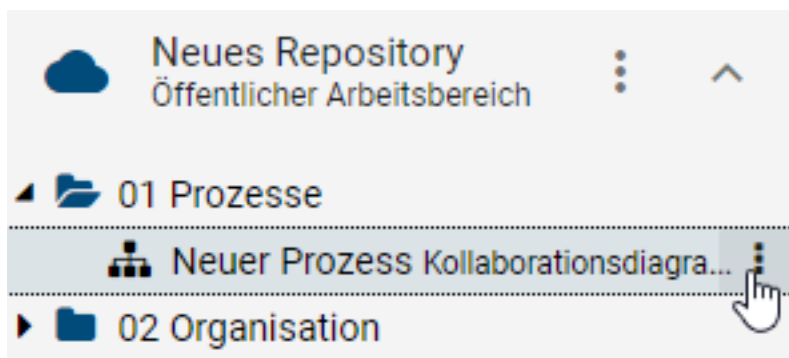 Neues Repository
Öffentlicher Arbeitsbereich
01 Prozesse
Neuer Prozess Kollaborationsdiagra...
02 Organisation